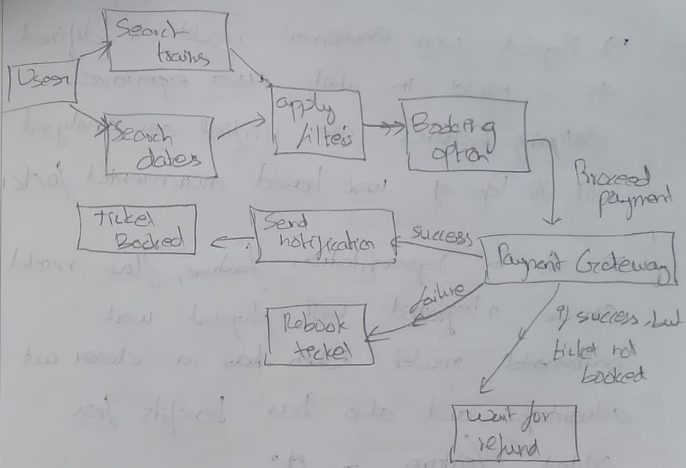 User
Search
trains
Search
dates
apply
filters
Booking
option
Proceed
payment
Payment Gateway
success
Send
notification
ticket
Booked
failure
Rebook
ticket
if success, but
ticket not
booked
wait for
refund